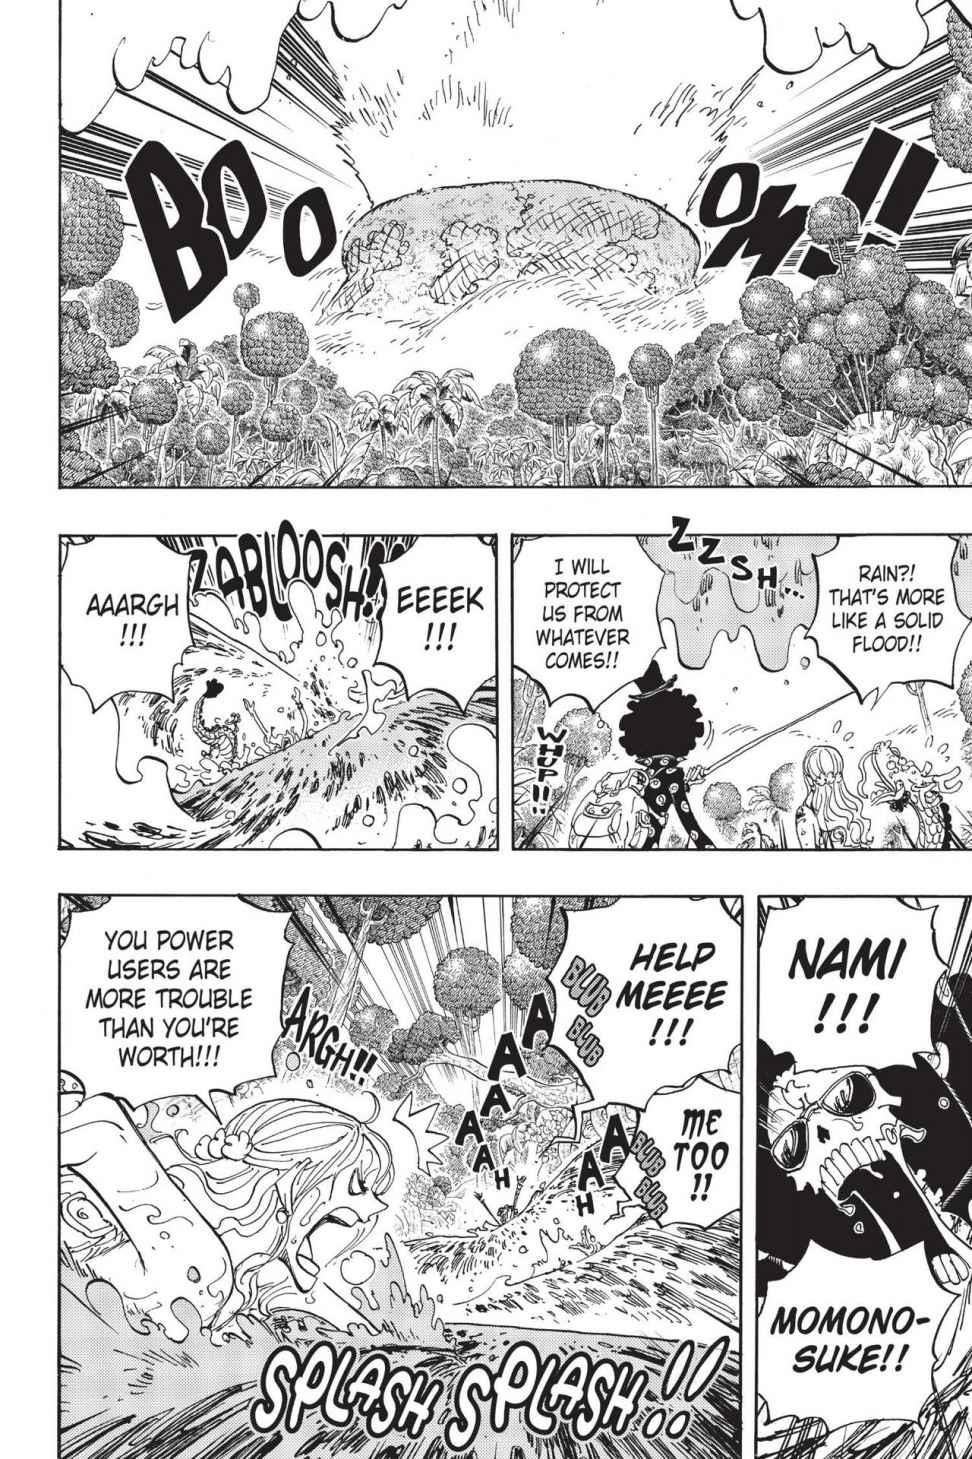 BOOOM!!
RAIN?!
THAT'S MORE
LIKE A SOLID
FLOOD!!
ZZSH...
I WILL
PROTECT
US FROM
WHATEVER
COMES!!
WHUP!!
ZABLOOSH!!
EEEEK
!!!
AAARGH
!!!
NAMI
!!!
MOMONO-
SUKE!!
HELP
MEEEE
!!!
BLUB
BLUB
ME
TOO
!!
BLUB
BLUB
AAAAAH
AAH
ARGH!!
YOU POWER
USERS ARE
MORE TROUBLE
THAN YOU'RE
WORTH!!!
SPLASH SPLASH!!